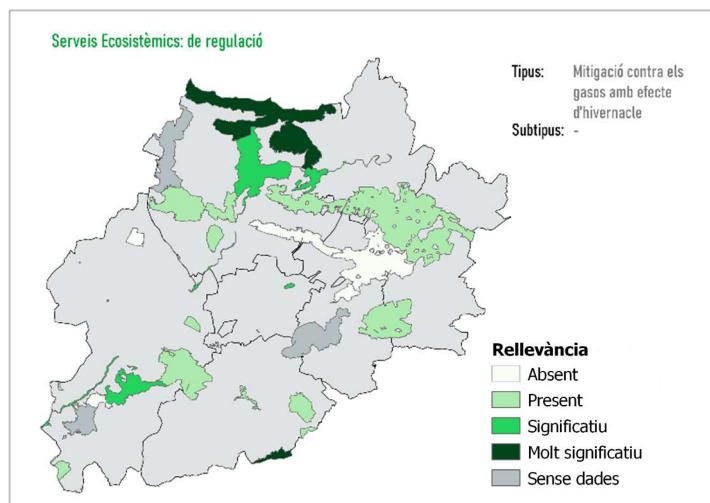 Serveis Ecosistèmics: de regulació
Tipus: Mitigació contra els
gasos amb efecte
d'hivernacle
Subtipus: -
Rellevància
Absent
Present
Significatiu
Molt significatiu
Sense dades